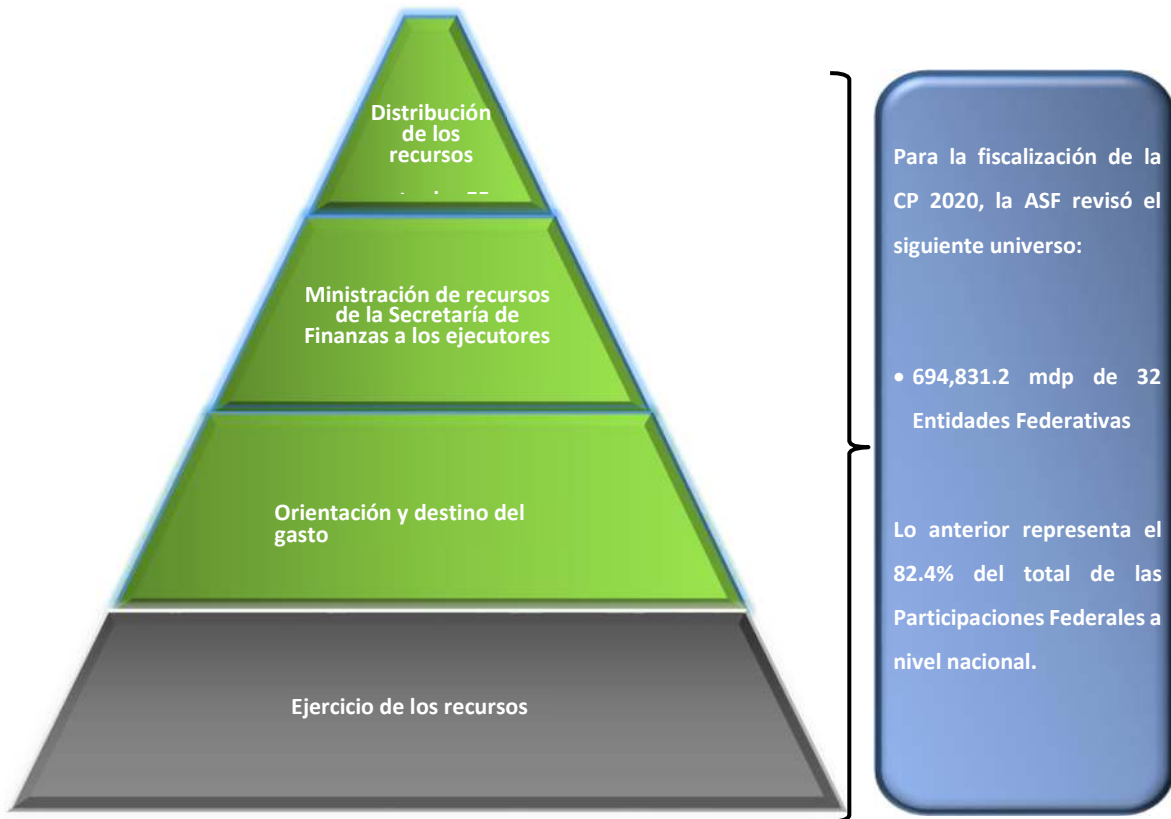 Distribución
de los
recursos
Ministración de recursos
de la Secretaría de
Finanzas a los ejecutores
Orientación y destino del
gasto
Ejercicio de los recursos
Para la fiscalización de la
CP 2020, la ASF revisó el
siguiente universo:
• 694,831.2 mdp de 32
Entidades Federativas
Lo anterior representa el
82.4% del total de las
Participaciones Federales a
nivel nacional.